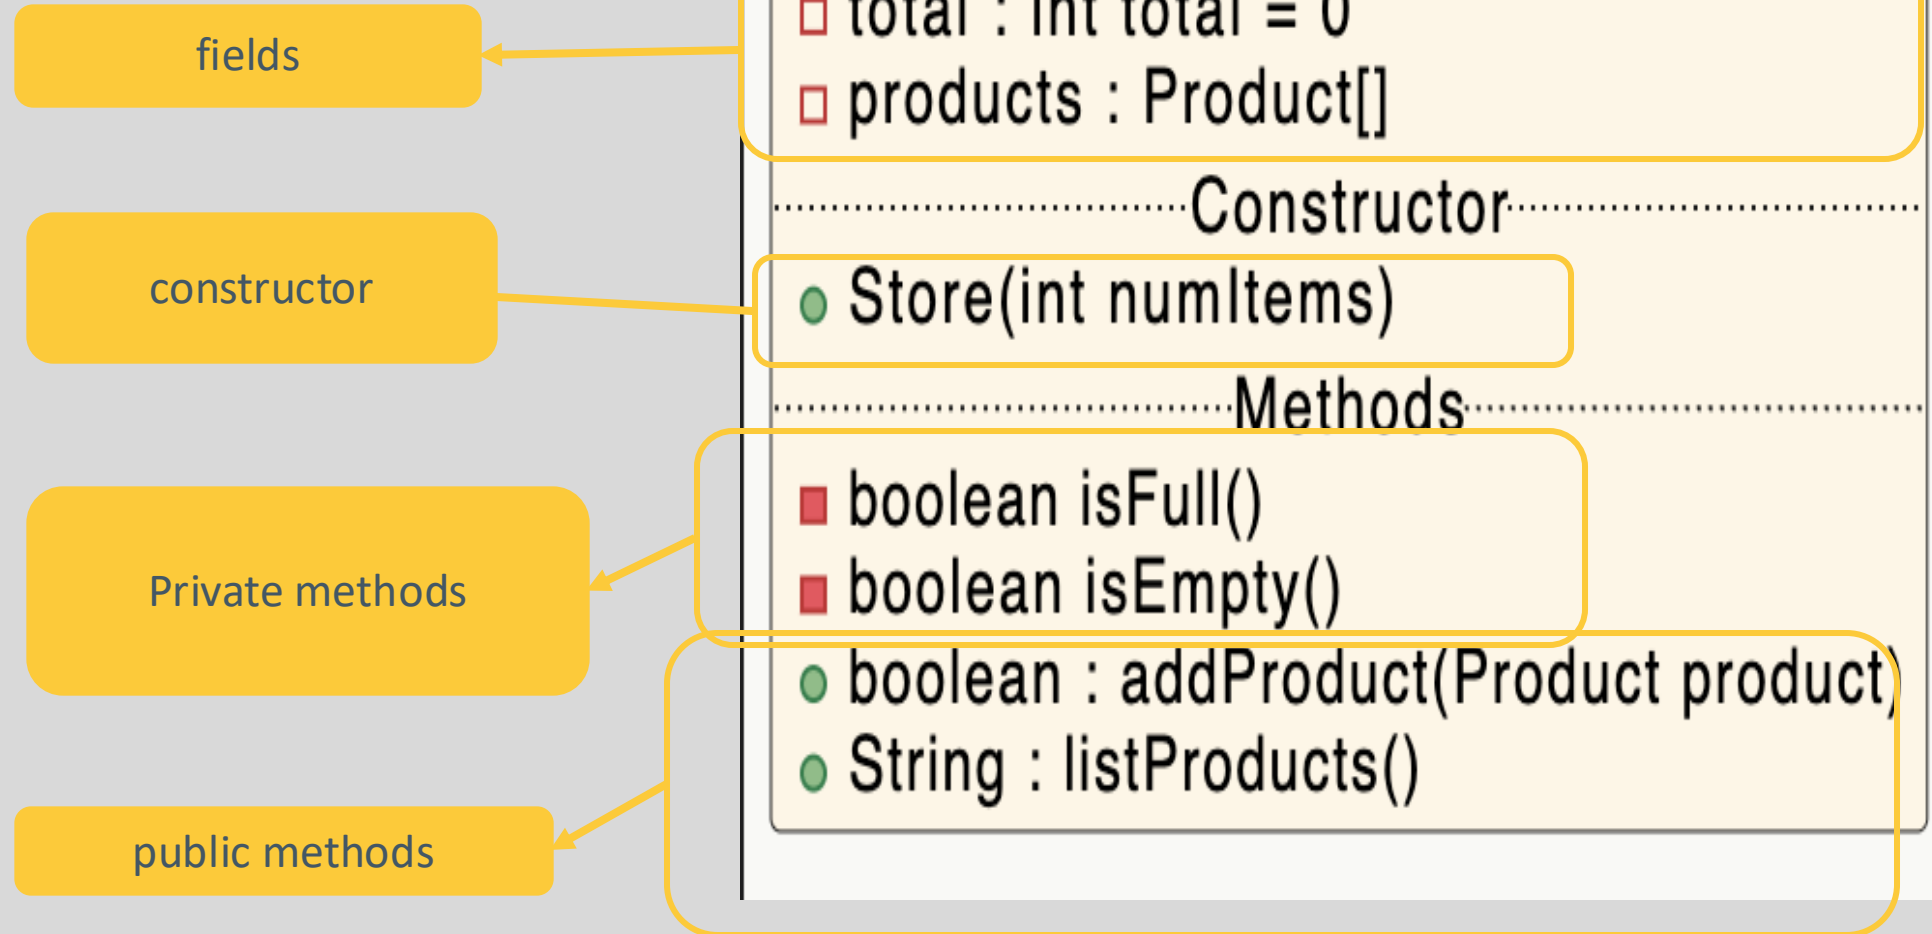 total : int total = 0
fields
products : Product[]
Constructor
constructor
Store(int numItems)
Methods
boolean isFull()
Private methods
boolean isEmpty()
boolean : addProduct(Product product)
String : listProducts()
public methods